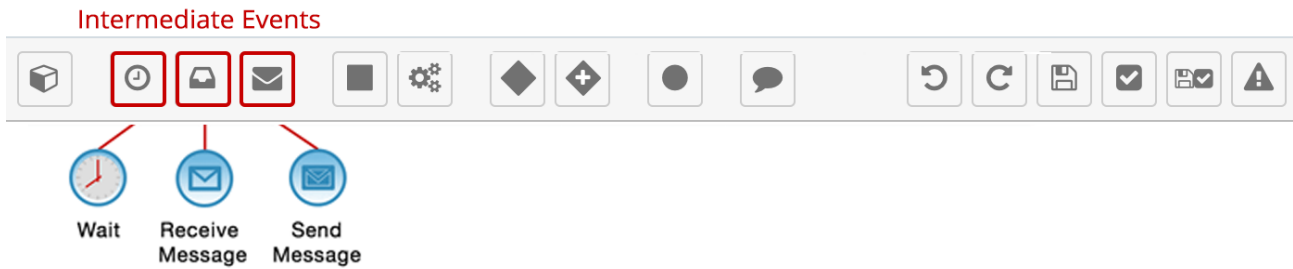 Intermediate Events
Wait
Receive
Message
Send
Message